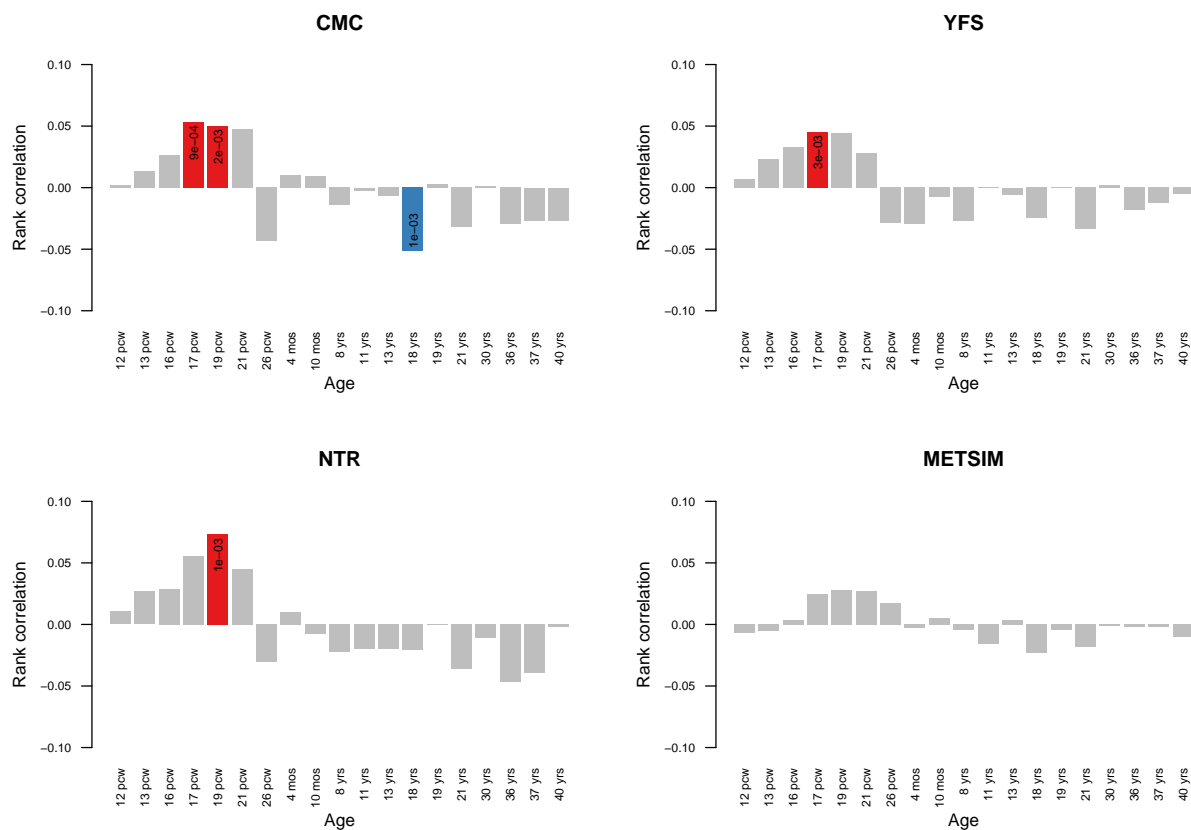 CMC
Rank correlation
0.10
0.05
0.00
−0.05
−0.10
9e−04
2e−03
1e−03
12 pcw
13 pcw
16 pcw
17 pcw
19 pcw
21 pcw
26 pcw
4 mos
10 mos
8 yrs
11 yrs
13 yrs
18 yrs
19 yrs
21 yrs
30 yrs
36 yrs
37 yrs
40 yrs
Age
YFS
Rank correlation
0.10
0.05
0.00
−0.05
−0.10
3e−03
12 pcw
13 pcw
16 pcw
17 pcw
19 pcw
21 pcw
26 pcw
4 mos
10 mos
8 yrs
11 yrs
13 yrs
18 yrs
19 yrs
21 yrs
30 yrs
36 yrs
37 yrs
40 yrs
Age
NTR
Rank correlation
0.10
0.05
0.00
−0.05
−0.10
1e−03
12 pcw
13 pcw
16 pcw
17 pcw
19 pcw
21 pcw
26 pcw
4 mos
10 mos
8 yrs
11 yrs
13 yrs
18 yrs
19 yrs
21 yrs
30 yrs
36 yrs
37 yrs
40 yrs
Age
METSIM
Rank correlation
0.10
0.05
0.00
−0.05
−0.10
12 pcw
13 pcw
16 pcw
17 pcw
19 pcw
21 pcw
26 pcw
4 mos
10 mos
8 yrs
11 yrs
13 yrs
18 yrs
19 yrs
21 yrs
30 yrs
36 yrs
37 yrs
40 yrs
Age